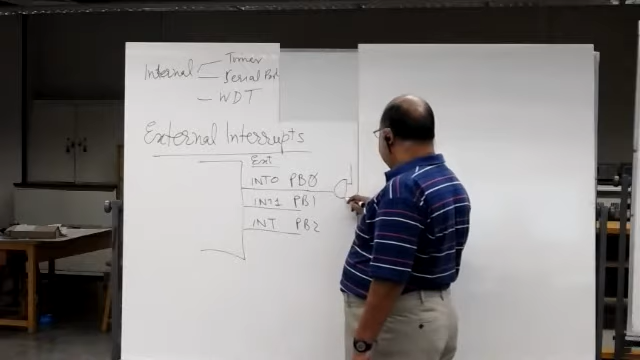 Internal Timer
Serial Port
WDT
External Interrupts
Ext
INT0 PB0
INT1 PB1
INT PB2